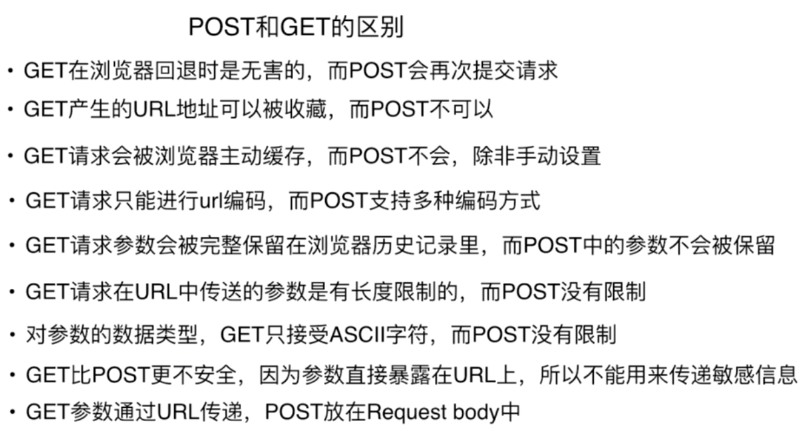 POST和GET的区别
• GET在浏览器回退时是无害的，而POST会再次提交请求
• GET产生的URL地址可以被收藏，而POST不可以
• GET请求会被浏览器主动缓存，而POST不会，除非手动设置
• GET请求只能进行url编码，而POST支持多种编码方式
• GET请求参数会被完整保留在浏览器历史记录里，而POST中的参数不会被保留
• GET请求在URL中传送的参数是有长度限制的，而POST没有限制
• 对参数的数据类型，GET只接受ASCII字符，而POST没有限制
• GET比POST更不安全，因为参数直接暴露在URL上，所以不能用来传递敏感信息
• GET参数通过URL传递，POST放在Request body中